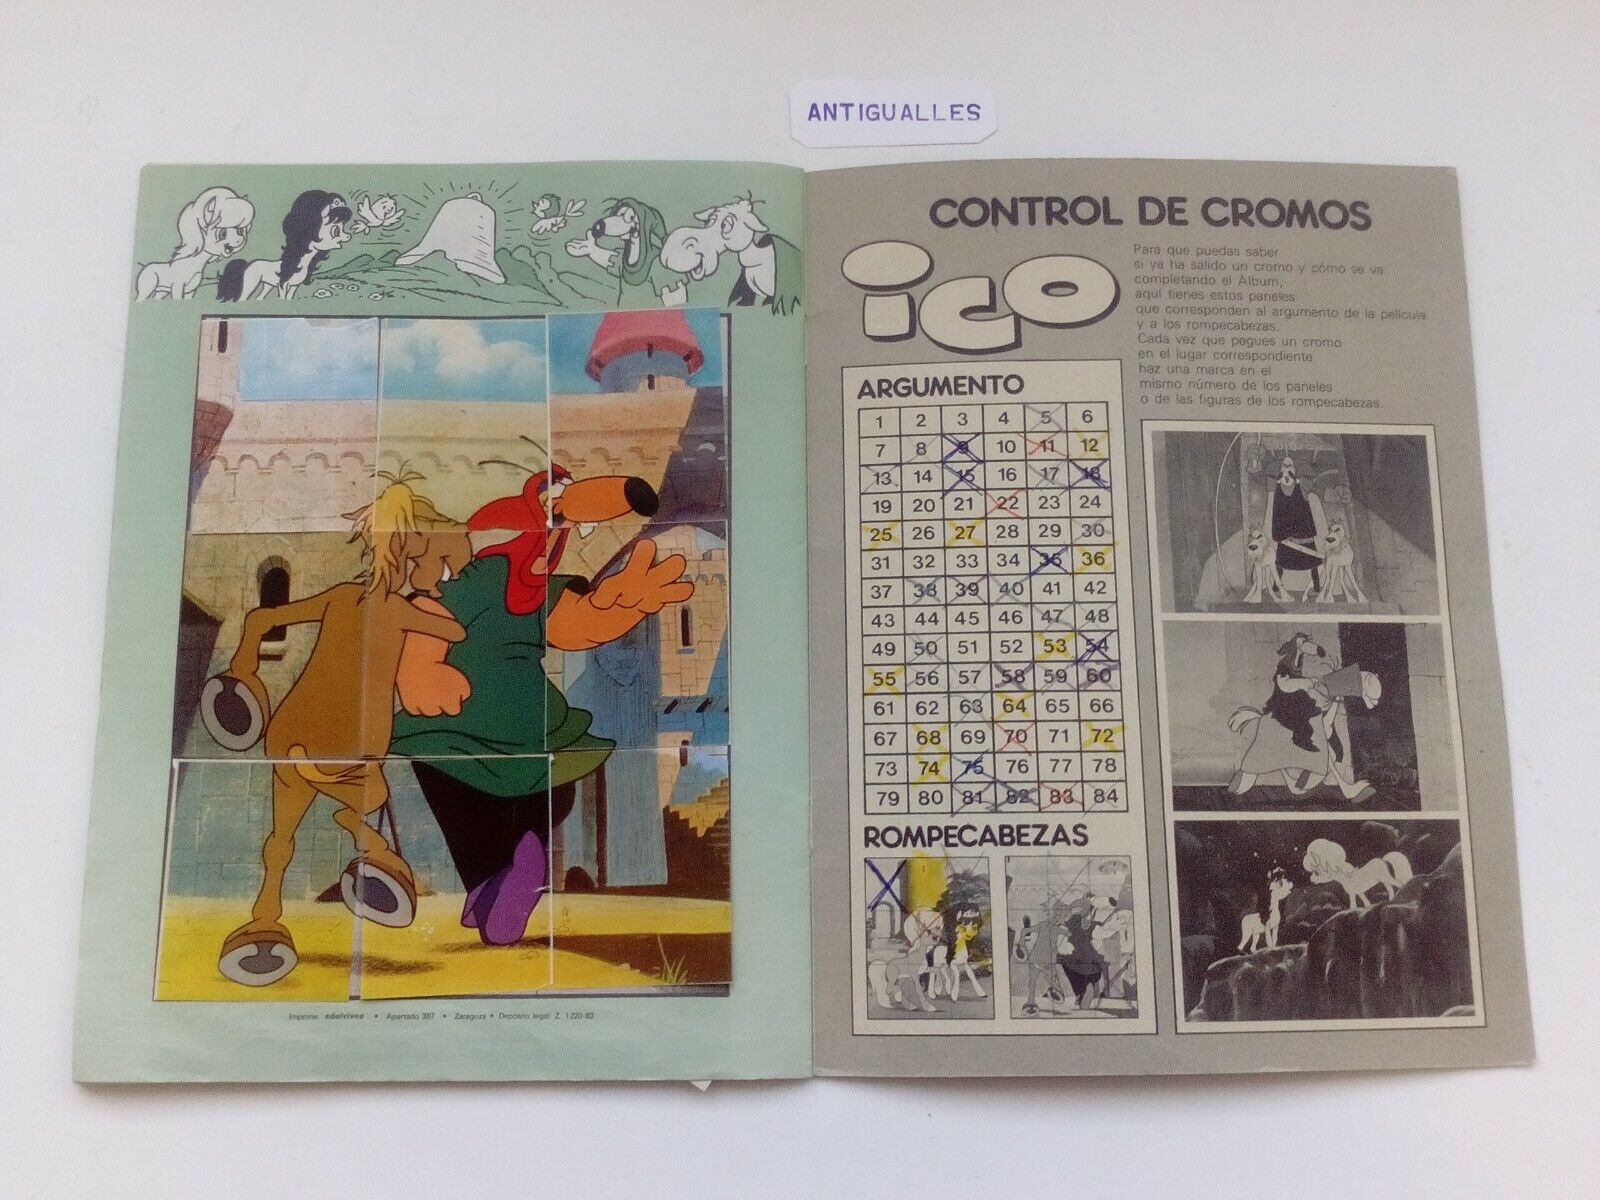 ANTIGUALLES
Imprime: edelvives • Apartado 387 • Zaragoza • Depósito legal: Z. 1220-83
CONTROL DE CROMOS
ico
Para que puedas saber
si ya ha salido un cromo y cómo se va
completando el Álbum,
aquí tienes estos paneles
que corresponden al argumento de la película
y a los rompecabezas.
Cada vez que pegues un cromo
en el lugar correspondiente
haz una marca en el
mismo número de los paneles
o de las figuras de los rompecabezas.
ARGUMENTO
1 2 3 4 5 6
7 8 9 10 11 12
13 14 15 16 17 18
19 20 21 22 23 24
25 26 27 28 29 30
31 32 33 34 35 36
37 38 39 40 41 42
43 44 45 46 47 48
49 50 51 52 53 54
55 56 57 58 59 60
61 62 63 64 65 66
67 68 69 70 71 72
73 74 75 76 77 78
79 80 81 82 83 84
ROMPECABEZAS